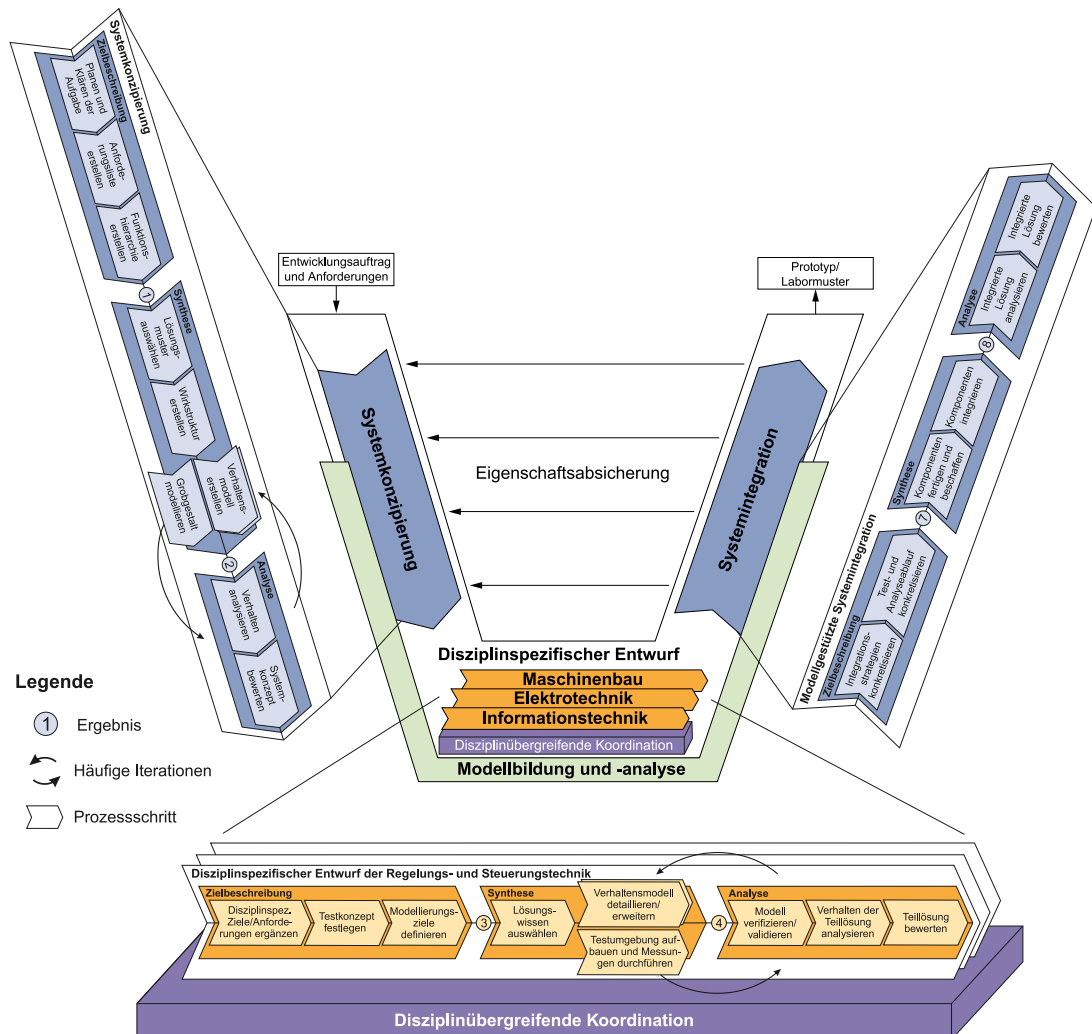 Systemkonzipierung
Zielbeschreibung
Planen und
Klären der
Aufgabe
Anforde-
rungsliste
erstellen
Funktions-
hierarchie
erstellen
1
Synthese
Lösungs-
muster
auswählen
Wirkstruktur
erstellen
Grobgestalt
modellieren
Verhaltens-
modell
erstellen
2
Analyse
Verhalten
analysieren
System-
konzept
bewerten
Entwicklungsauftrag
und Anforderungen
Prototyp/
Labormuster
Systemkonzipierung
Eigenschaftsabsicherung
Systemintegration
Disziplinspezifischer Entwurf
Maschinenbau
Elektrotechnik
Informationstechnik
Disziplinübergreifende Koordination
Modellbildung und -analyse
Modellgestützte Systemintegration
Zielbeschreibung
Integrations-
strategien
konkretisieren
Test- und
Analyseablauf
konkretisieren
7
Synthese
Komponenten
fertigen und
beschaffen
Komponenten
integrieren
8
Analyse
Integrierte
Lösung
analysieren
Integrierte
Lösung
bewerten
Legende
1
Ergebnis
Häufige Iterationen
Prozessschritt
Disziplinspezifischer Entwurf der Regelungs- und Steuerungstechnik
Zielbeschreibung
Disziplinspez.
Ziele/Anforde-
rungen ergänzen
Testkonzept
festlegen
Modellierungs-
ziele
definieren
3
Synthese
Lösungs-
wissen
auswählen
Verhaltensmodell
detaillieren/
erweitern
Testumgebung auf-
bauen und Messun-
gen durchführen
4
Analyse
Modell
verifizieren/
validieren
Verhalten der
Teillösung
analysieren
Teillösung
bewerten
Disziplinübergreifende Koordination